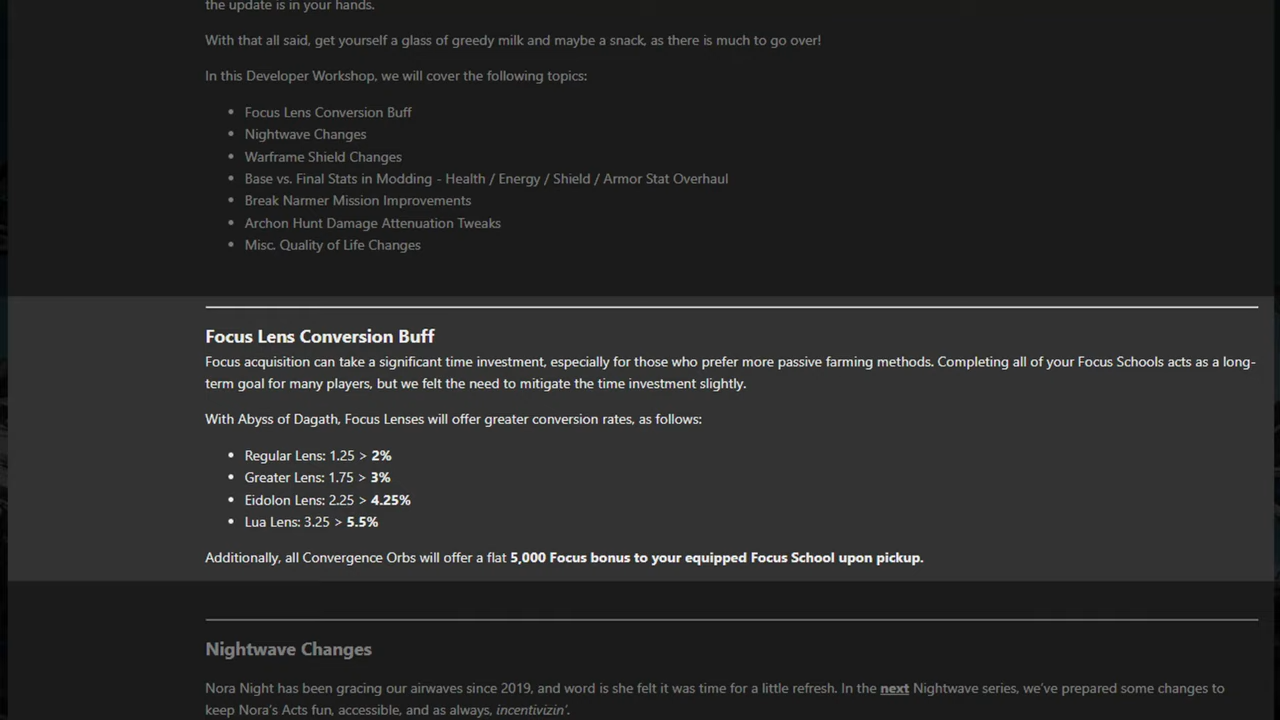 the update is in your hands.
With that all said, get yourself a glass of greedy milk and maybe a snack, as there is much to go over!
In this Developer Workshop, we will cover the following topics:
• Focus Lens Conversion Buff
• Nightwave Changes
• Warframe Shield Changes
• Base vs. Final Stats in Modding - Health / Energy / Shield / Armor Stat Overhaul
• Break Narmer Mission Improvements
• Archon Hunt Damage Attenuation Tweaks
• Misc. Quality of Life Changes
Focus Lens Conversion Buff
Focus acquisition can take a significant time investment, especially for those who prefer more passive farming methods. Completing all of your Focus Schools acts as a long-
term goal for many players, but we felt the need to mitigate the time investment slightly.
With Abyss of Dagath, Focus Lenses will offer greater conversion rates, as follows:
• Regular Lens: 1.25 > 2%
• Greater Lens: 1.75 > 3%
• Eidolon Lens: 2.25 > 4.25%
• Lua Lens: 3.25 > 5.5%
Additionally, all Convergence Orbs will offer a flat 5,000 Focus bonus to your equipped Focus School upon pickup.
Nightwave Changes
Nora Night has been gracing our airwaves since 2019, and word is she felt it was time for a little refresh. In the next Nightwave series, we've prepared some changes to
keep Nora's Acts fun, accessible, and as always, incentivizin'.